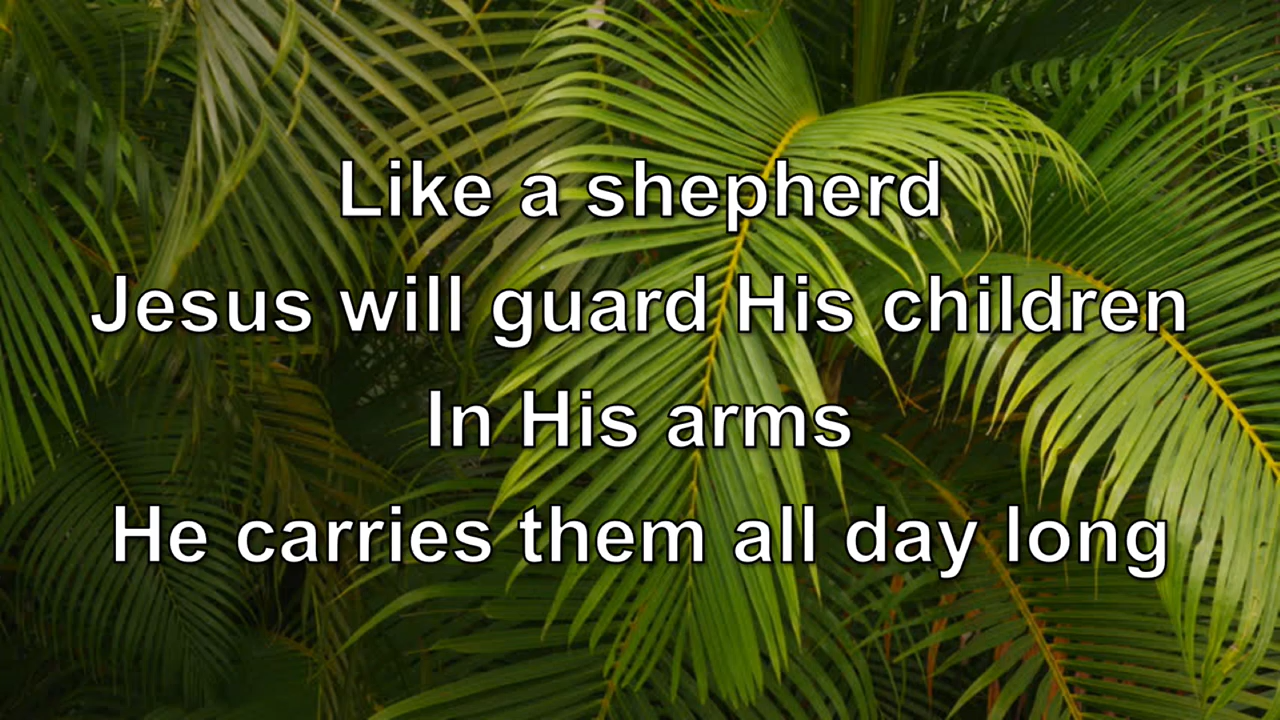 Like a shepherd
Jesus will guard His children
In His arms
He carries them all day long